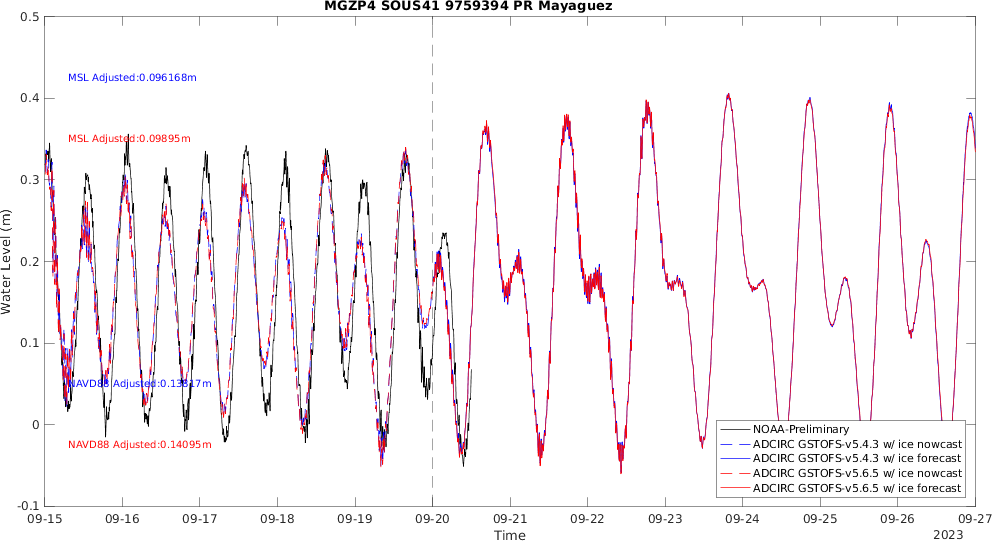 MGZP4 SOUS41 9759394 PR Mayaguez
0.5
0.4
0.3
0.2
0.1
0
-0.1
Water Level (m)
MSL Adjusted:0.096168m
MSL Adjusted:0.09895m
NAVD88 Adjusted:0.13817m
NAVD88 Adjusted:0.14095m
NOAA-Preliminary
ADCIRC GSTOFS-v5.4.3 w/ ice nowcast
ADCIRC GSTOFS-v5.4.3 w/ ice forecast
ADCIRC GSTOFS-v5.6.5 w/ ice nowcast
ADCIRC GSTOFS-v5.6.5 w/ ice forecast
09-15 09-16 09-17 09-18 09-19 09-20 09-21 09-22 09-23 09-24 09-25 09-26 09-27
Time
2023